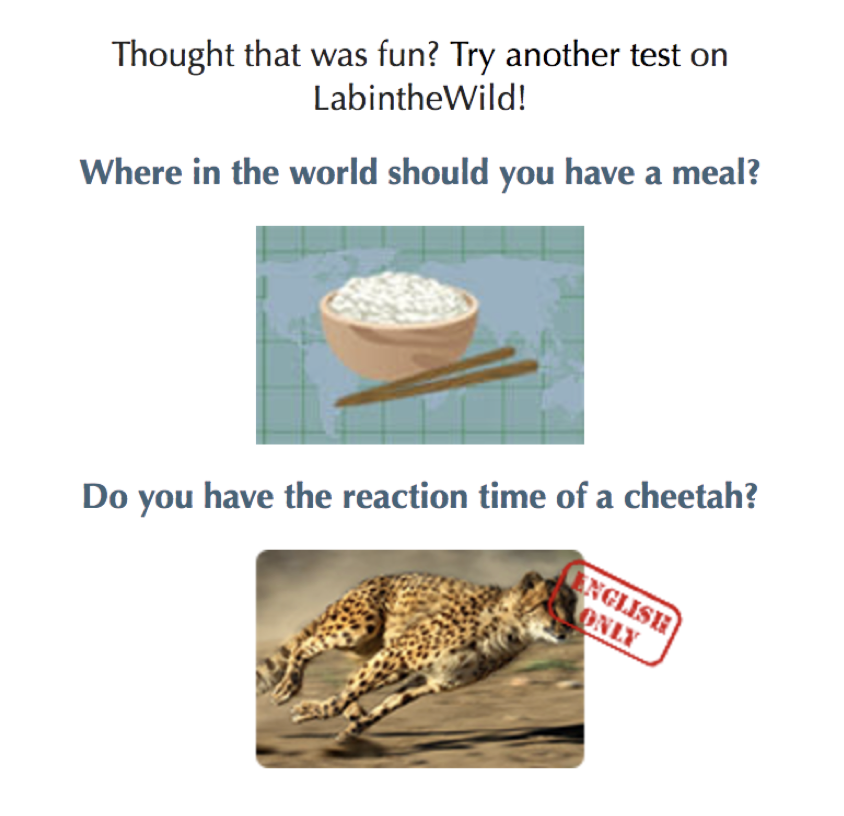 Thought that was fun? Try another test on
LabintheWild!
Where in the world should you have a meal?
Do you have the reaction time of a cheetah?
ENGLISH
ONLY